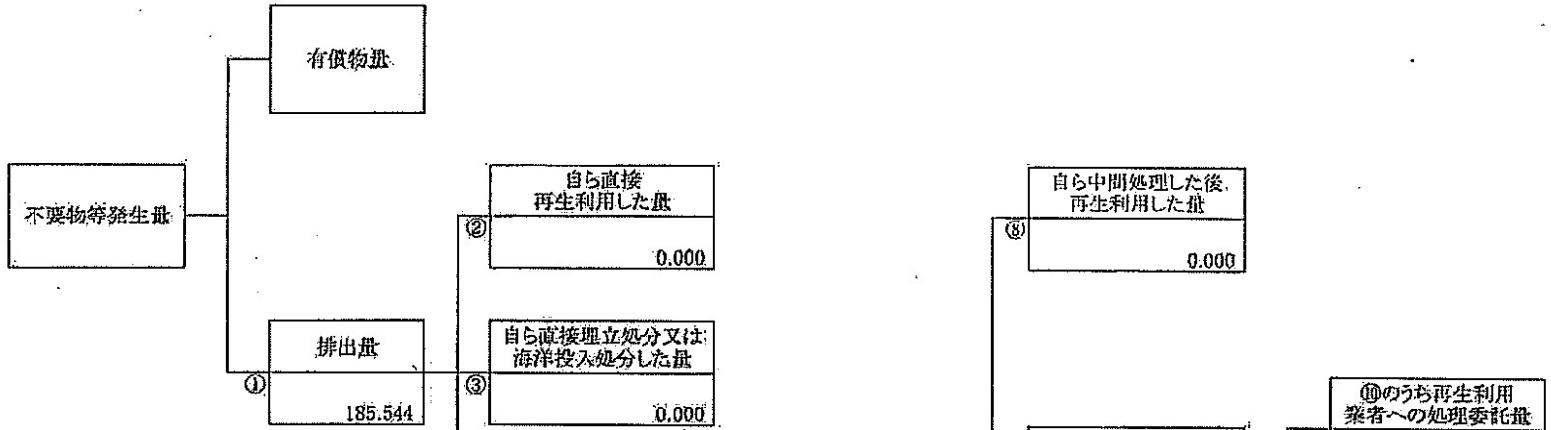 有償物量
不要物等発生量
自ら直接
再生利用した量
②
0.000
自ら中間処理した後
再生利用した量
⑧
0.000
排出量
①
185.544
自ら直接埋立処分又は
海洋投入処分した量
③
0.000
⑩のうち再生利用
業者への処理委託量